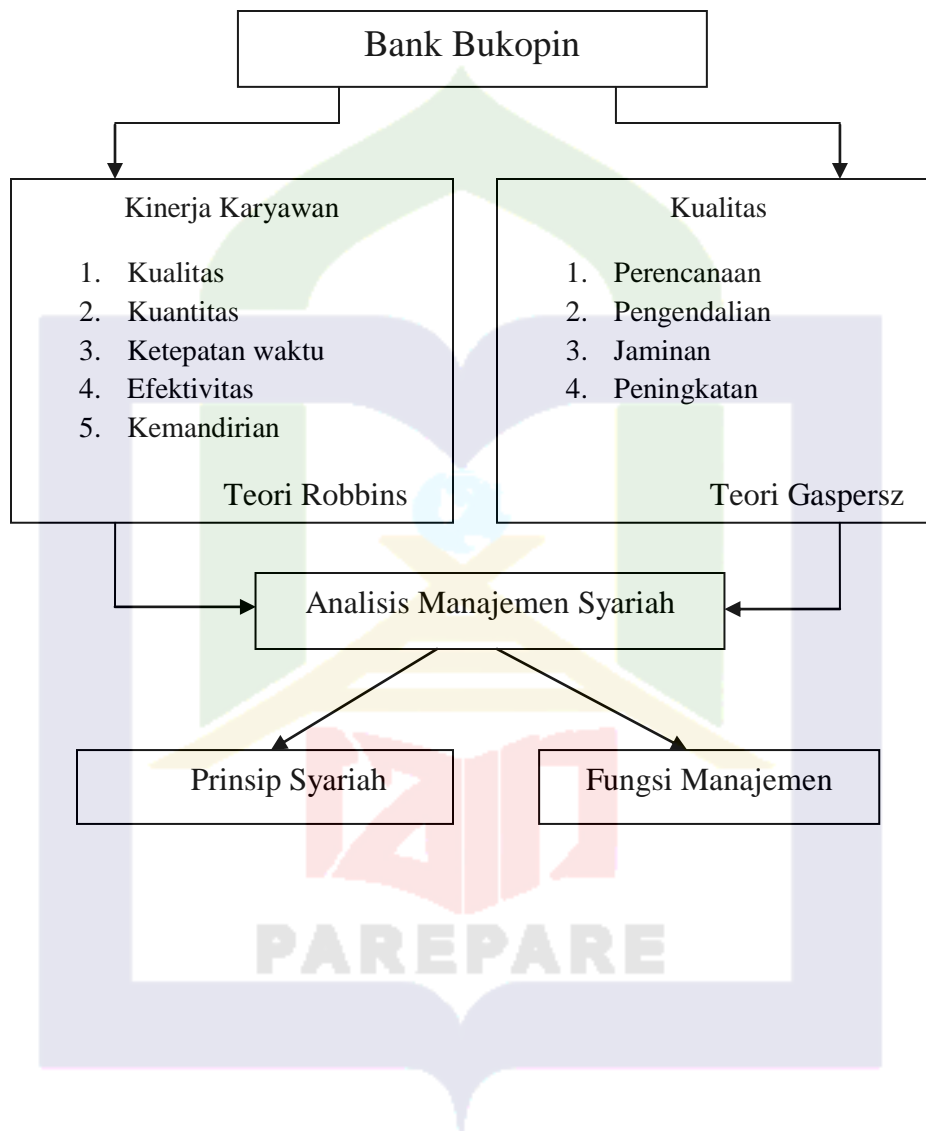 Bank Bukopin
Kinerja Karyawan
1. Kualitas
2. Kuantitas
3. Ketepatan waktu
4. Efektivitas
5. Kemandirian
Teori Robbins
Kualitas
1. Perencanaan
2. Pengendalian
3. Jaminan
4. Peningkatan
Teori Gaspersz
Analisis Manajemen Syariah
Prinsip Syariah
Fungsi Manajemen
PAREPARE